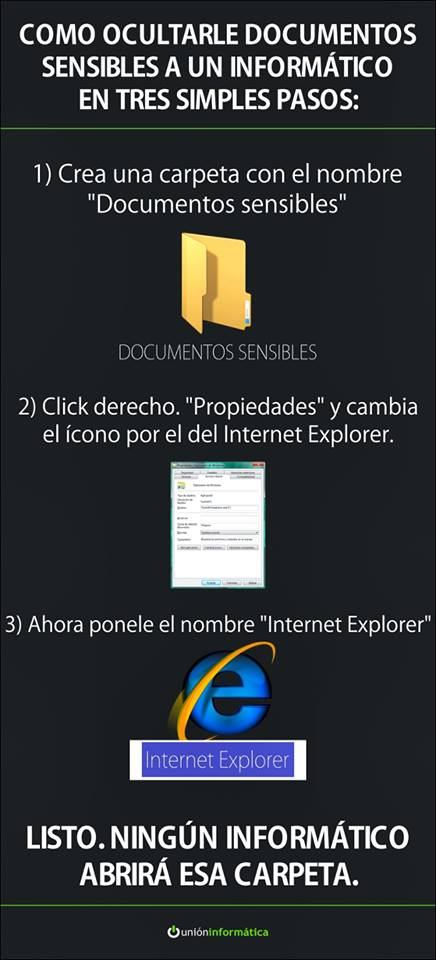 COMO OCULTARLE DOCUMENTOS
SENSIBLES A UN INFORMÁTICO
EN TRES SIMPLES PASOS:
1) Crea una carpeta con el nombre
"Documentos sensibles"
DOCUMENTOS SENSIBLES
2) Click derecho. "Propiedades" y cambia
el ícono por el del Internet Explorer.
3) Ahora ponele el nombre "Internet Explorer"
Internet Explorer
LISTO. NINGÚN INFORMÁTICO
ABRIRÁ ESA CARPETA.
unióninformática